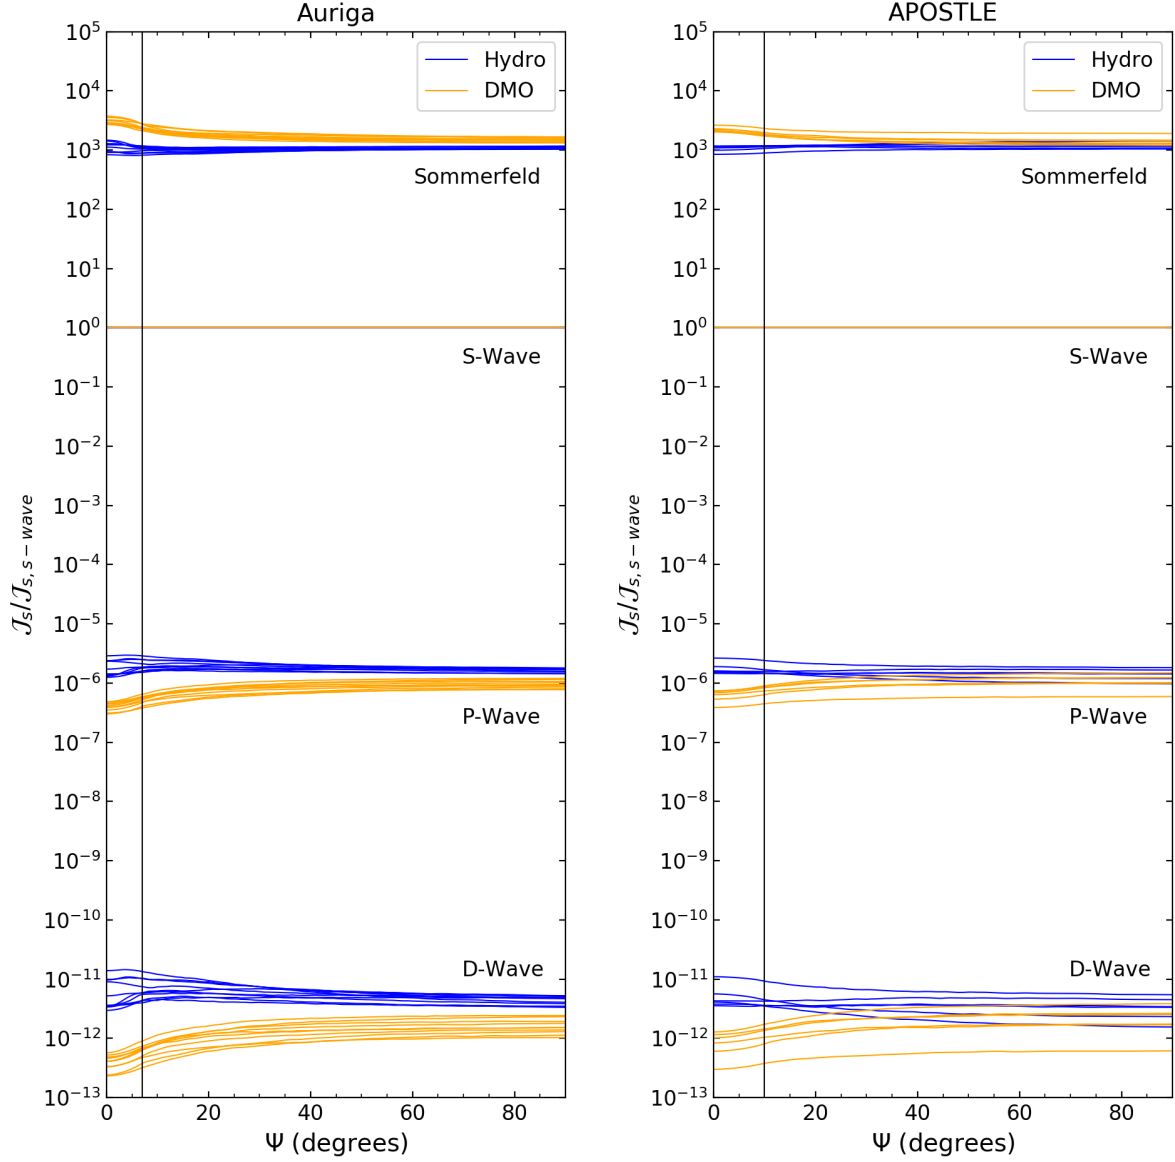 Auriga
10^5
10^4
10^3
10^2
10^1
10^0
10^−1
10^−2
10^−3
10^−4
10^−5
10^−6
10^−7
10^−8
10^−9
10^−10
10^−11
10^−12
10^−13
𝒥_s/𝒥_{s, s−wave}
Hydro
DMO
Sommerfeld
S-Wave
P-Wave
D-Wave
0 20 40 60 80
Ψ (degrees)
APOSTLE
10^5
10^4
10^3
10^2
10^1
10^0
10^−1
10^−2
10^−3
10^−4
10^−5
10^−6
10^−7
10^−8
10^−9
10^−10
10^−11
10^−12
10^−13
𝒥_s/𝒥_{s, s−wave}
Hydro
DMO
Sommerfeld
S-Wave
P-Wave
D-Wave
0 20 40 60 80
Ψ (degrees)